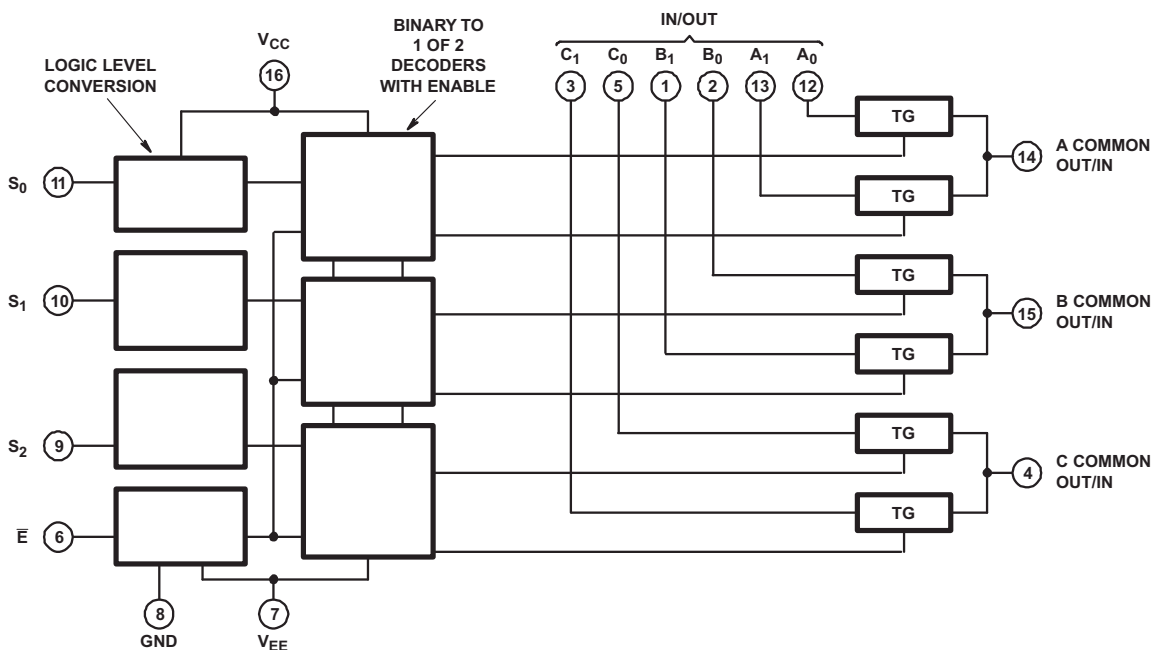 IN/OUT
C1 C0 B1 B0 A1 A0
3 5 1 2 13 12
VCC
16
LOGIC LEVEL
CONVERSION
BINARY TO
1 OF 2
DECODERS
WITH ENABLE
S0 11
S1 10
S2 9
E̅ 6
8
GND
7
VEE
TG
TG
14 A COMMON
OUT/IN
TG
TG
15 B COMMON
OUT/IN
TG
TG
4 C COMMON
OUT/IN